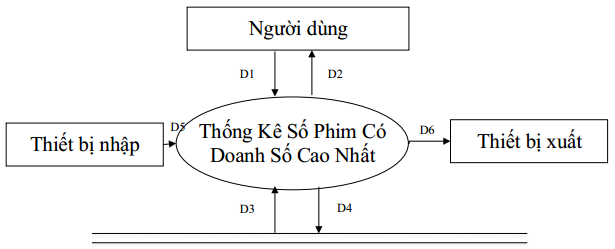 Người dùng
D1
D2
D5
D6
Thiết bị nhập
Thống Kê Số Phim Có
Doanh Số Cao Nhất
Thiết bị xuất
D3
D4